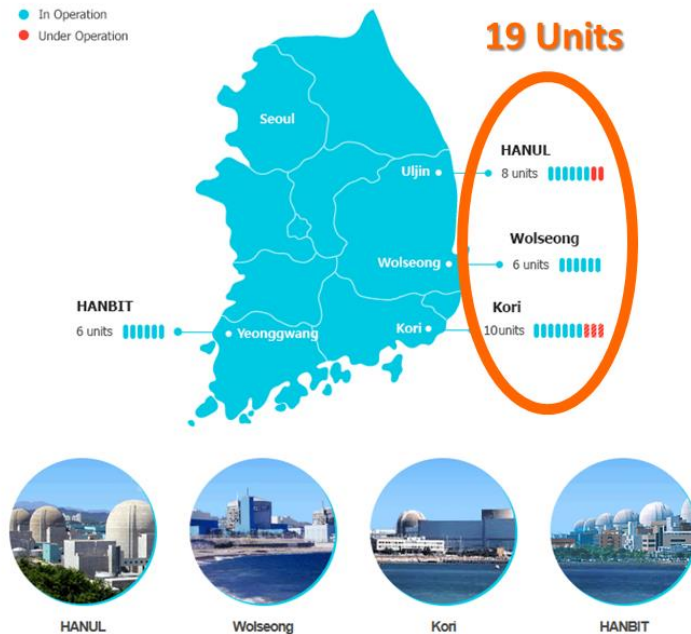 In Operation
Under Operation
19 Units
Seoul
HANUL
Uljin
8 units
Wolseong
Wolseong
6 units
HANBIT
Kori
6 units
Yeonggwang
Kori
10units
HANUL
Wolseong
Kori
HANBIT